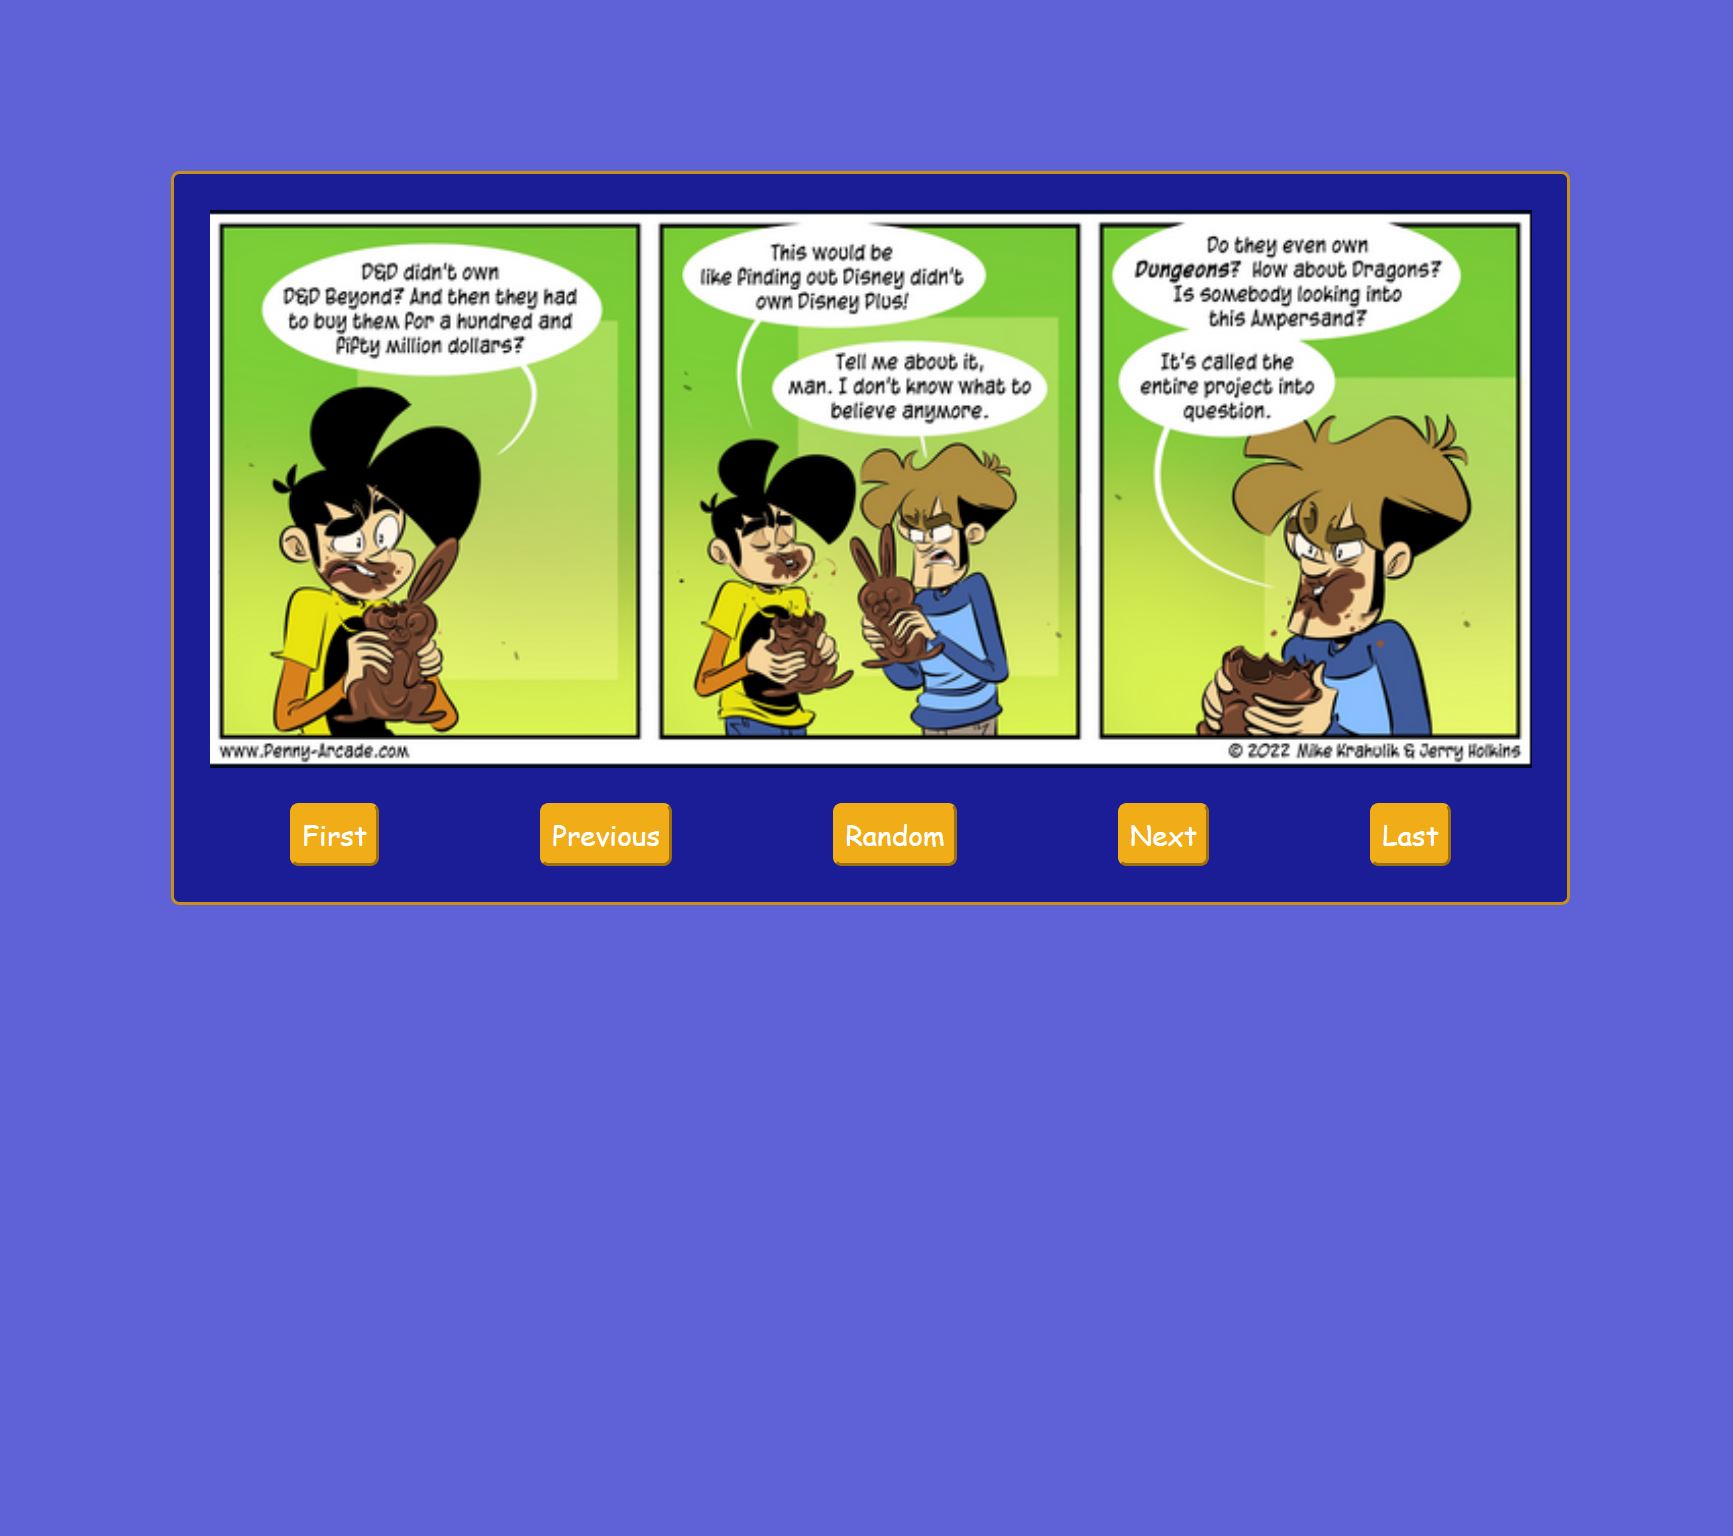 D&D didn't own
D&D Beyond? And then they had
to buy them for a hundred and
fifty million dollars?
This would be
like finding out Disney didn't
own Disney Plus!
Tell me about it,
man. I don't know what to
believe anymore.
Do they even own
Dungeons? How about Dragons?
Is somebody looking into
this Ampersand?
It's called the
entire project into
question.
www.Penny-Arcade.com
© 2022 Mike Krahulik & Jerry Holkins
First
Previous
Random
Next
Last